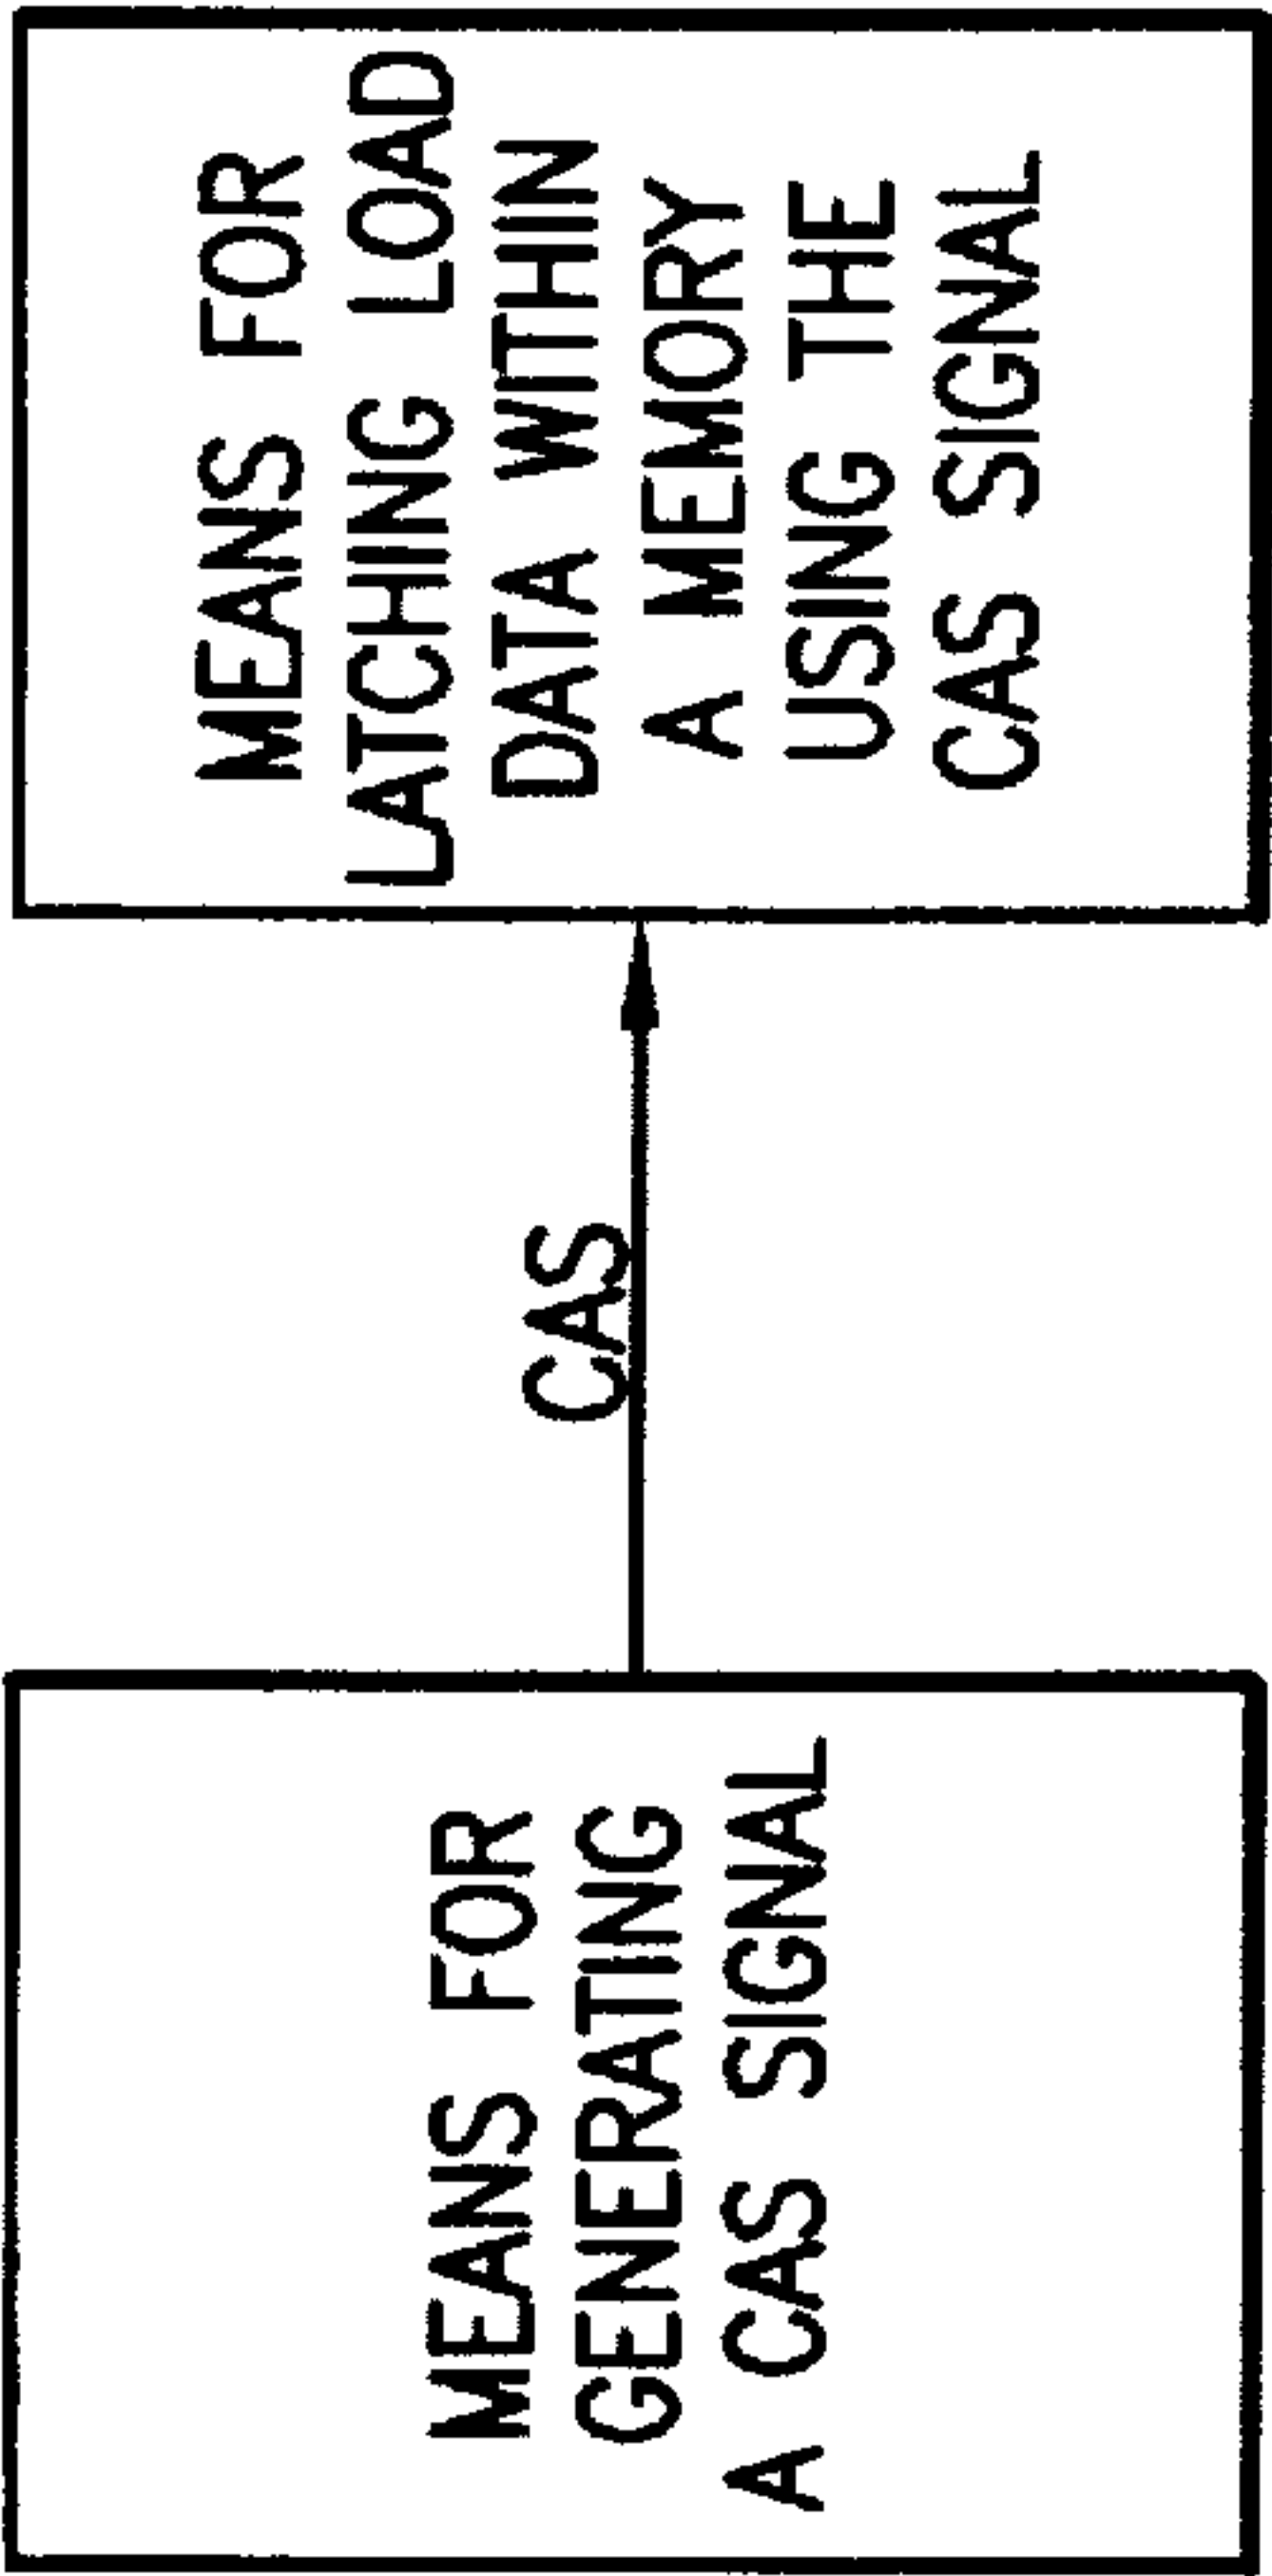 MEANS FOR
GENERATING
A CAS SIGNAL
CAS
MEANS FOR
LATCHING LOAD
DATA WITHIN
A MEMORY
USING THE
CAS SIGNAL